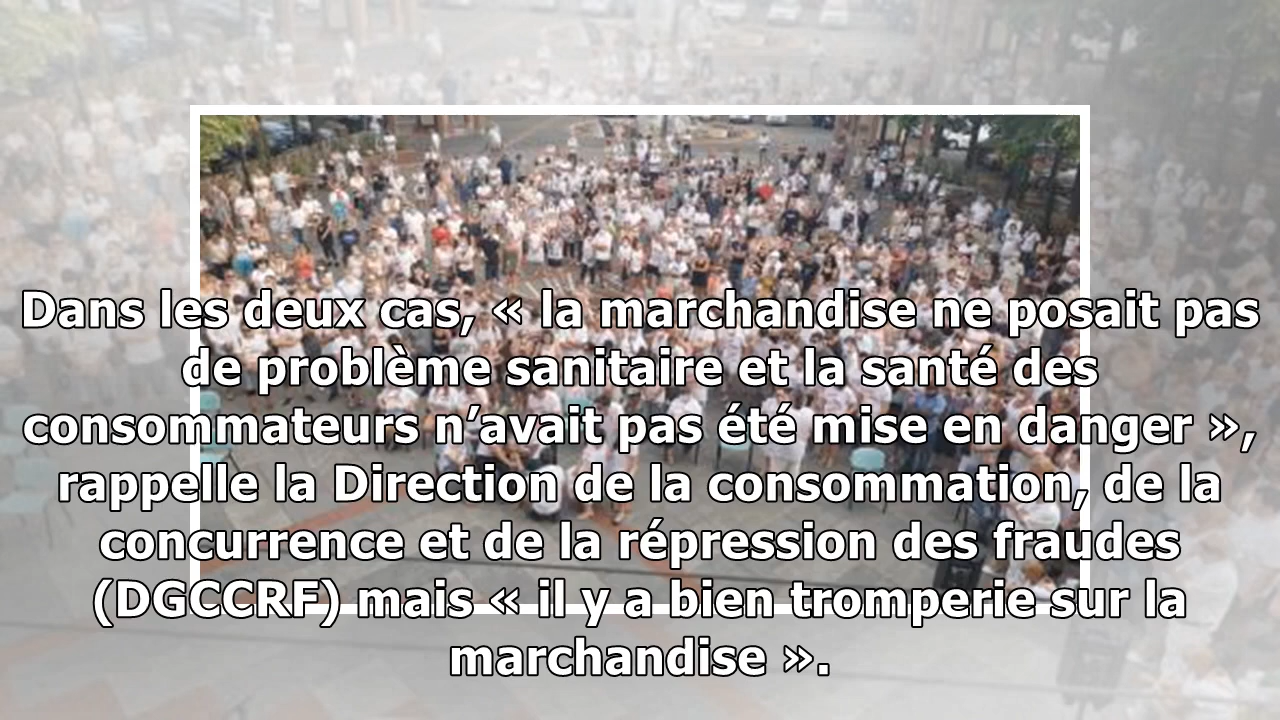 Dans les deux cas, « la marchandise ne posait pas
de problème sanitaire et la santé des
consommateurs n’avait pas été mise en danger »,
rappelle la Direction de la consommation, de la
concurrence et de la répression des fraudes
(DGCCRF) mais « il y a bien tromperie sur la
marchandise ».